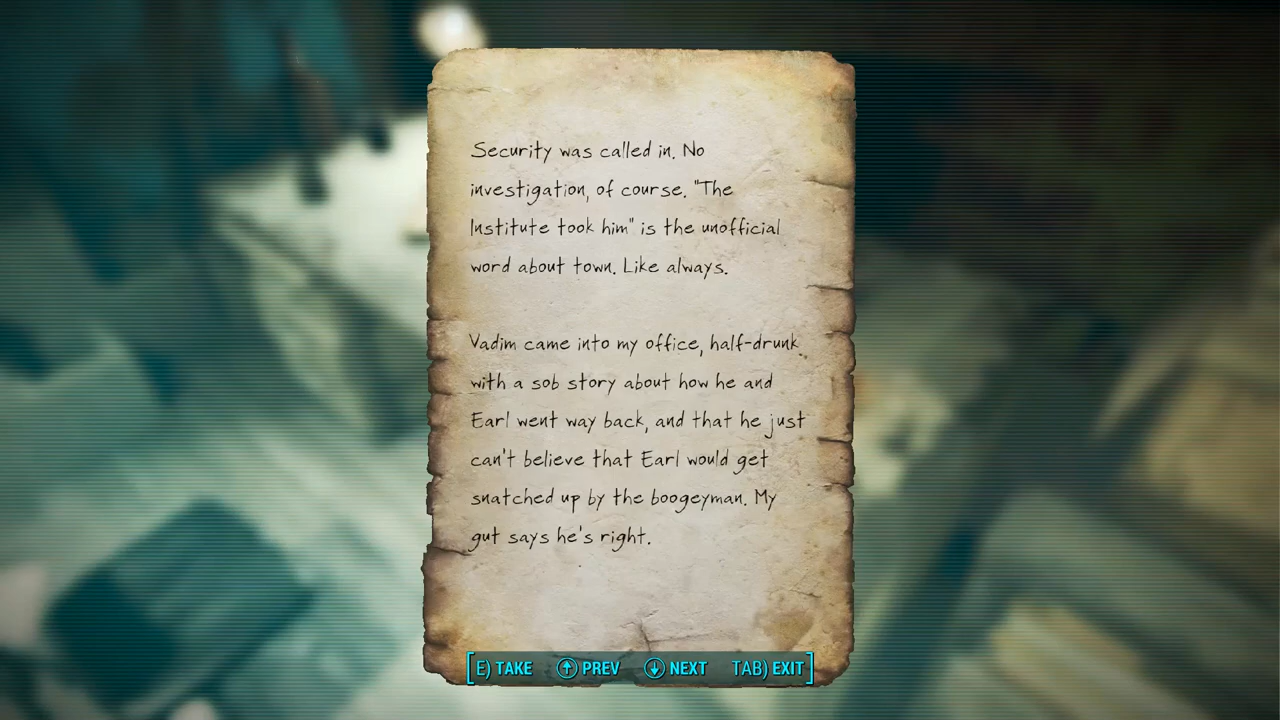 Security was called in. No
investigation, of course. "The
Institute took him" is the unofficial
word about town. Like always.
Vadim came into my office, half-drunk
with a sob story about how he and
Earl went way back, and that he just
can't believe that Earl would get
snatched up by the boogeyman. My
gut says he's right.
E) TAKE PREV NEXT TAB) EXIT